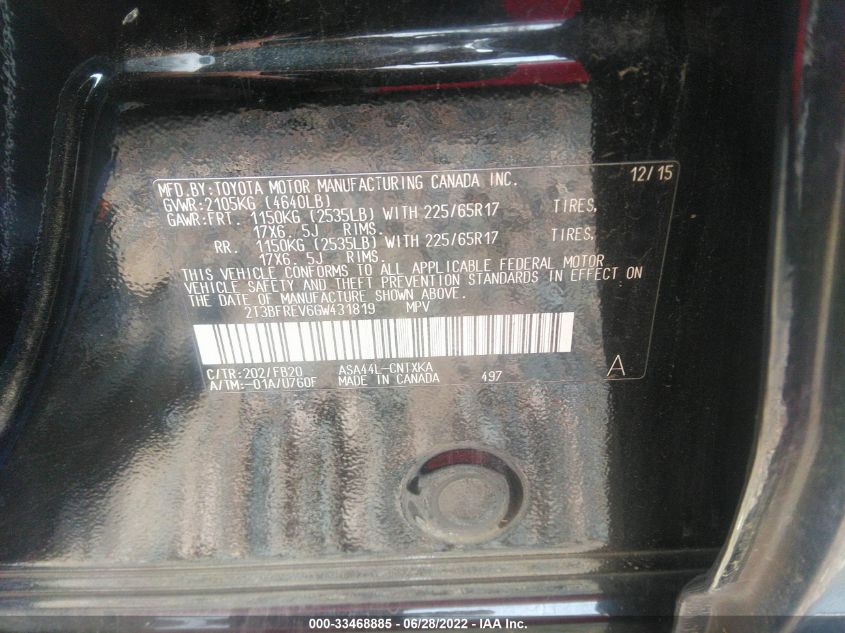 MFD. BY: TOYOTA MOTOR MANUFACTURING CANADA INC. 12/15
GVWR: 2105KG (4640LB)
GAWR: FRT. 1150KG (2535LB) WITH 225/65R17 TIRES,
17X6. 5J RIMS.
RR. 1150KG (2535LB) WITH 225/65R17 TIRES,
17X6. 5J RIMS.
THIS VEHICLE CONFORMS TO ALL APPLICABLE FEDERAL MOTOR
VEHICLE SAFETY AND THEFT PREVENTION STANDARDS IN EFFECT ON
THE DATE OF MANUFACTURE SHOWN ABOVE.
2T3BFREV6GW431819 MPV
C/TR: 202/FB20 ASA44L-CNTXKA A
A/TM: -01A/U760F MADE IN CANADA 497
000-33468885 - 06/28/2022 - IAA Inc.